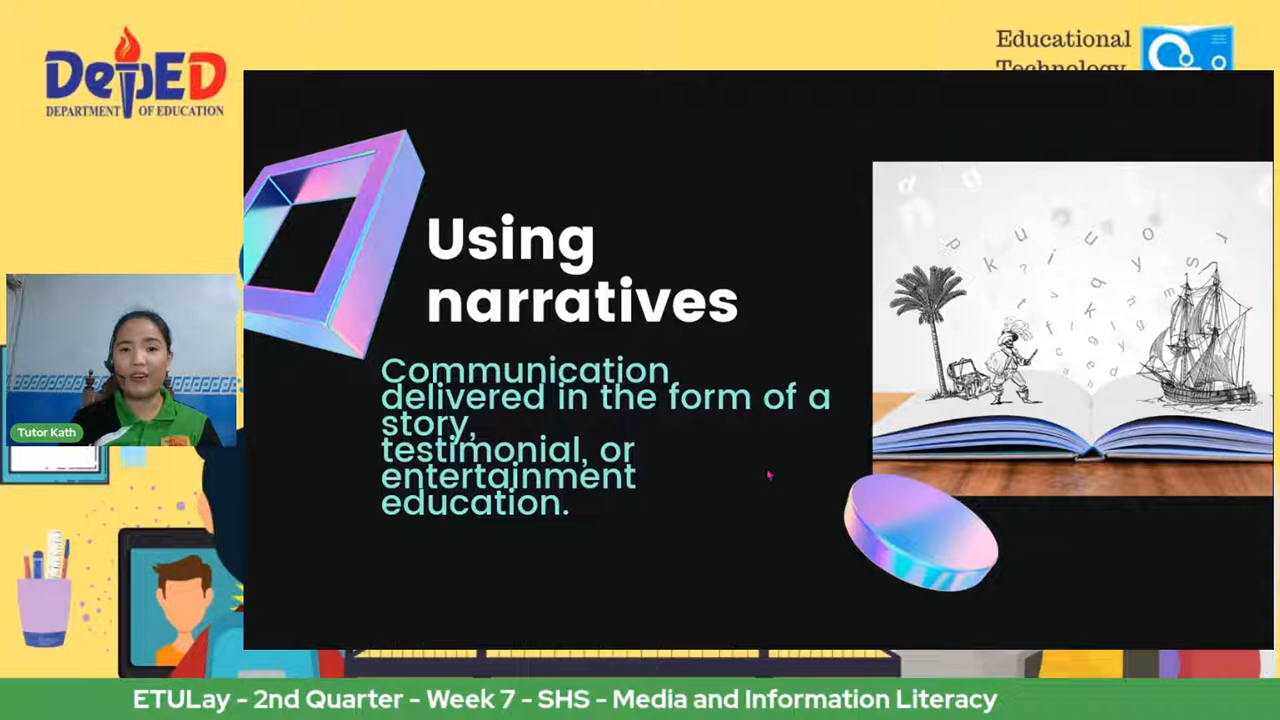 DepED
DEPARTMENT OF EDUCATION
Educational
Technology
Using
narratives
Communication
delivered in the form of a
story,
testimonial, or
entertainment
education.
Tutor Kath
ETULay - 2nd Quarter - Week 7 - SHS - Media and Information Literacy